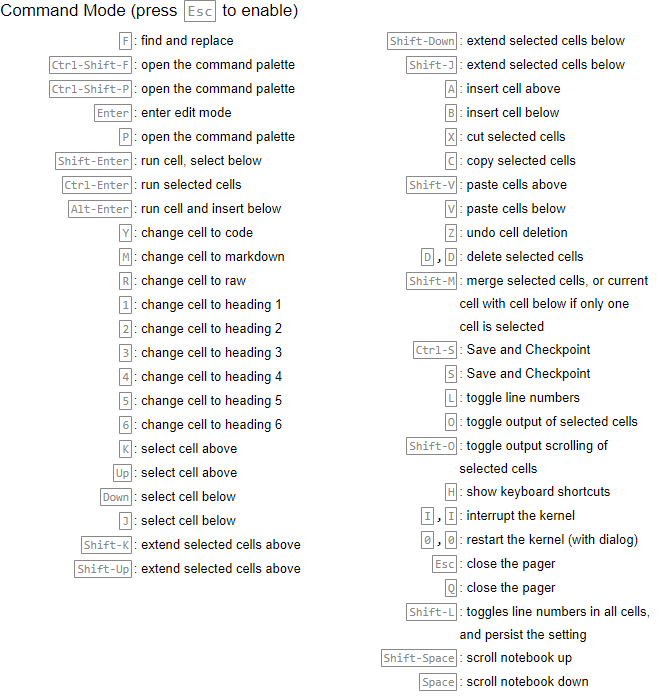 Command Mode (press Esc to enable)
F : find and replace
Ctrl-Shift-F : open the command palette
Ctrl-Shift-P : open the command palette
Enter : enter edit mode
P : open the command palette
Shift-Enter : run cell, select below
Ctrl-Enter : run selected cells
Alt-Enter : run cell and insert below
Y : change cell to code
M : change cell to markdown
R : change cell to raw
1 : change cell to heading 1
2 : change cell to heading 2
3 : change cell to heading 3
4 : change cell to heading 4
5 : change cell to heading 5
6 : change cell to heading 6
K : select cell above
Up : select cell above
Down : select cell below
J : select cell below
Shift-K : extend selected cells above
Shift-Up : extend selected cells above
Shift-Down : extend selected cells below
Shift-J : extend selected cells below
A : insert cell above
B : insert cell below
X : cut selected cells
C : copy selected cells
Shift-V : paste cells above
V : paste cells below
Z : undo cell deletion
D , D : delete selected cells
Shift-M : merge selected cells, or current
cell with cell below if only one
cell is selected
Ctrl-S : Save and Checkpoint
S : Save and Checkpoint
L : toggle line numbers
O : toggle output of selected cells
Shift-O : toggle output scrolling of
selected cells
H : show keyboard shortcuts
I , I : interrupt the kernel
0 , 0 : restart the kernel (with dialog)
Esc : close the pager
Q : close the pager
Shift-L : toggles line numbers in all cells,
and persist the setting
Shift-Space : scroll notebook up
Space : scroll notebook down